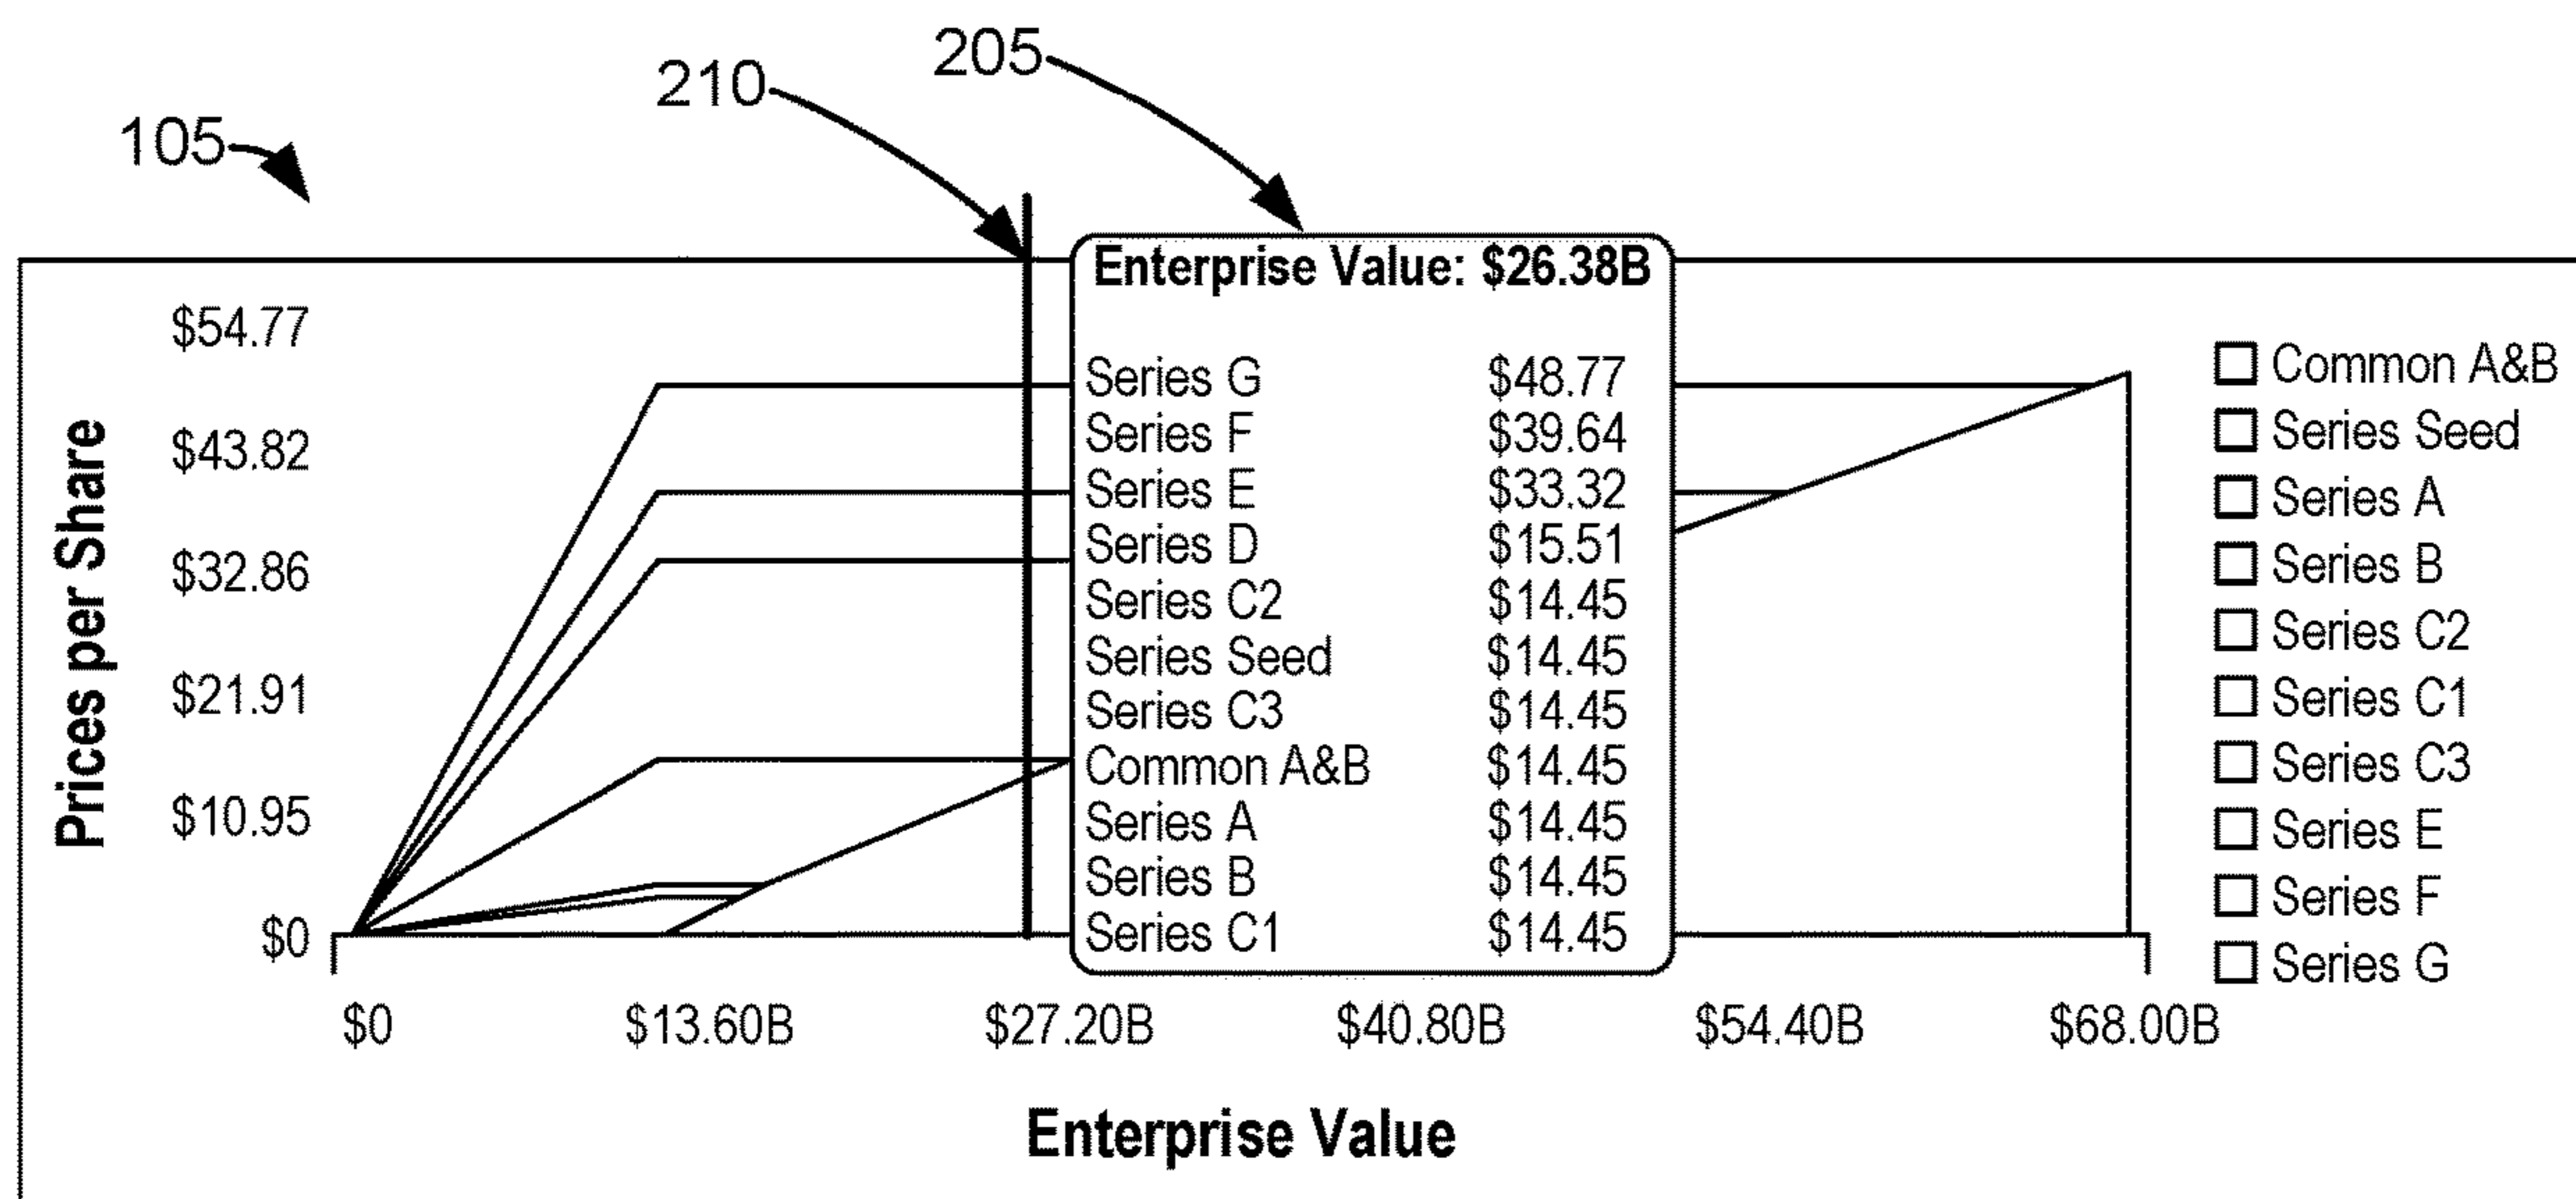 205
210
105
Enterprise Value: $26.38B
Series G $48.77
Series F $39.64
Series E $33.32
Series D $15.51
Series C2 $14.45
Series Seed $14.45
Series C3 $14.45
Common A&B $14.45
Series A $14.45
Series B $14.45
Series C1 $14.45
Prices per Share
$54.77
$43.82
$32.86
$21.91
$10.95
$0
Common A&B
Series Seed
Series A
Series B
Series C2
Series C1
Series C3
Series E
Series F
Series G
$0 $13.60B $27.20B $40.80B $54.40B $68.00B
Enterprise Value